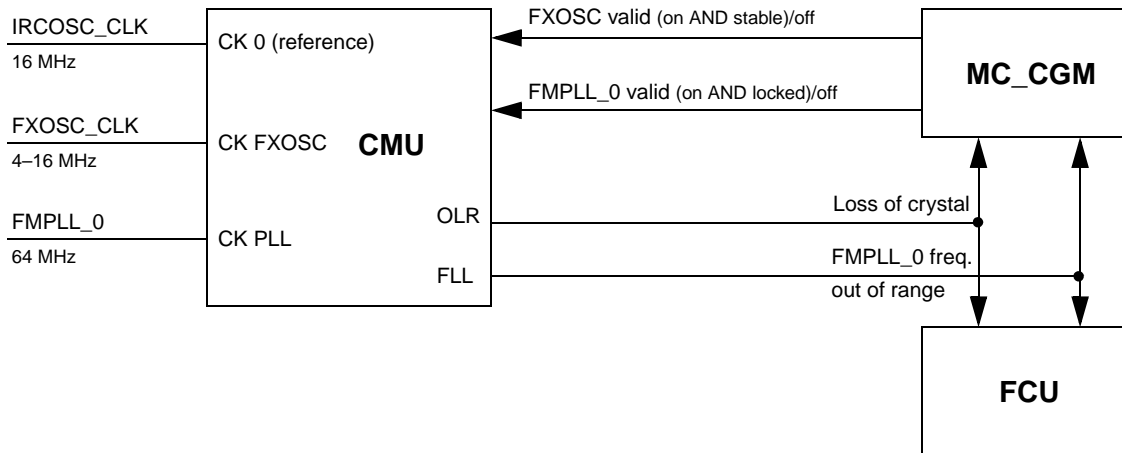 IRCOSC_CLK
16 MHz
FXOSC_CLK
4–16 MHz
FMPLL_0
64 MHz
CK 0 (reference)
CK FXOSC
CMU
CK PLL
OLR
FLL
FXOSC valid (on AND stable)/off
FMPLL_0 valid (on AND locked)/off
Loss of crystal
FMPLL_0 freq.
out of range
MC_CGM
FCU